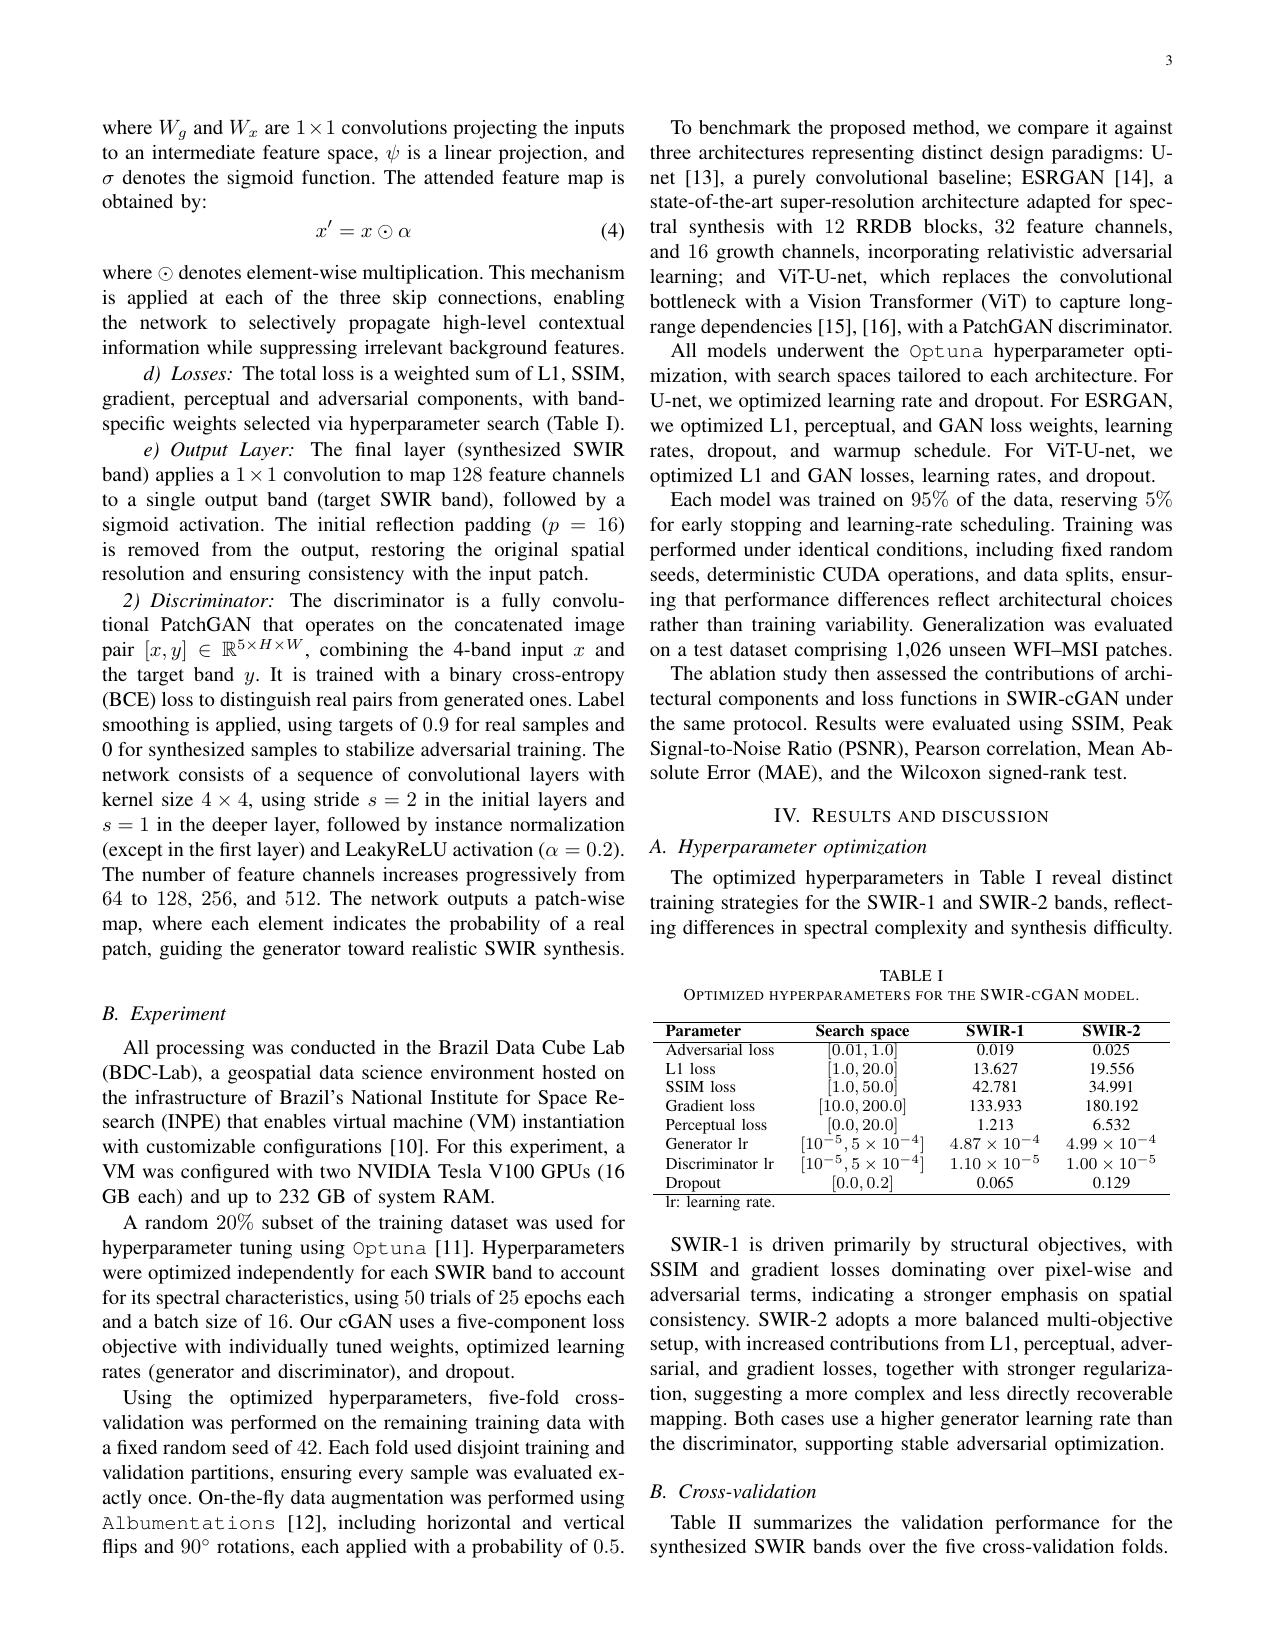 3
where W_g and W_x are 1×1 convolutions projecting the inputs
to an intermediate feature space, ψ is a linear projection, and
σ denotes the sigmoid function. The attended feature map is
obtained by:
x′ = x ⊙ α (4)
where ⊙ denotes element-wise multiplication. This mechanism
is applied at each of the three skip connections, enabling
the network to selectively propagate high-level contextual
information while suppressing irrelevant background features.
d) Losses: The total loss is a weighted sum of L1, SSIM,
gradient, perceptual and adversarial components, with band-
specific weights selected via hyperparameter search (Table I).
e) Output Layer: The final layer (synthesized SWIR
band) applies a 1×1 convolution to map 128 feature channels
to a single output band (target SWIR band), followed by a
sigmoid activation. The initial reflection padding (p = 16)
is removed from the output, restoring the original spatial
resolution and ensuring consistency with the input patch.
2) Discriminator: The discriminator is a fully convolu-
tional PatchGAN that operates on the concatenated image
pair [x, y] ∈ ℝ^{5×H×W}, combining the 4-band input x and
the target band y. It is trained with a binary cross-entropy
(BCE) loss to distinguish real pairs from generated ones. Label
smoothing is applied, using targets of 0.9 for real samples and
0 for synthesized samples to stabilize adversarial training. The
network consists of a sequence of convolutional layers with
kernel size 4 × 4, using stride s = 2 in the initial layers and
s = 1 in the deeper layer, followed by instance normalization
(except in the first layer) and LeakyReLU activation (α = 0.2).
The number of feature channels increases progressively from
64 to 128, 256, and 512. The network outputs a patch-wise
map, where each element indicates the probability of a real
patch, guiding the generator toward realistic SWIR synthesis.
B. Experiment
All processing was conducted in the Brazil Data Cube Lab
(BDC-Lab), a geospatial data science environment hosted on
the infrastructure of Brazil's National Institute for Space Re-
search (INPE) that enables virtual machine (VM) instantiation
with customizable configurations [10]. For this experiment, a
VM was configured with two NVIDIA Tesla V100 GPUs (16
GB each) and up to 232 GB of system RAM.
A random 20% subset of the training dataset was used for
hyperparameter tuning using Optuna [11]. Hyperparameters
were optimized independently for each SWIR band to account
for its spectral characteristics, using 50 trials of 25 epochs each
and a batch size of 16. Our cGAN uses a five-component loss
objective with individually tuned weights, optimized learning
rates (generator and discriminator), and dropout.
Using the optimized hyperparameters, five-fold cross-
validation was performed on the remaining training data with
a fixed random seed of 42. Each fold used disjoint training and
validation partitions, ensuring every sample was evaluated ex-
actly once. On-the-fly data augmentation was performed using
Albumentations [12], including horizontal and vertical
flips and 90° rotations, each applied with a probability of 0.5.
To benchmark the proposed method, we compare it against
three architectures representing distinct design paradigms: U-
net [13], a purely convolutional baseline; ESRGAN [14], a
state-of-the-art super-resolution architecture adapted for spec-
tral synthesis with 12 RRDB blocks, 32 feature channels,
and 16 growth channels, incorporating relativistic adversarial
learning; and ViT-U-net, which replaces the convolutional
bottleneck with a Vision Transformer (ViT) to capture long-
range dependencies [15], [16], with a PatchGAN discriminator.
All models underwent the Optuna hyperparameter opti-
mization, with search spaces tailored to each architecture. For
U-net, we optimized learning rate and dropout. For ESRGAN,
we optimized L1, perceptual, and GAN loss weights, learning
rates, dropout, and warmup schedule. For ViT-U-net, we
optimized L1 and GAN losses, learning rates, and dropout.
Each model was trained on 95% of the data, reserving 5%
for early stopping and learning-rate scheduling. Training was
performed under identical conditions, including fixed random
seeds, deterministic CUDA operations, and data splits, ensur-
ing that performance differences reflect architectural choices
rather than training variability. Generalization was evaluated
on a test dataset comprising 1,026 unseen WFI–MSI patches.
The ablation study then assessed the contributions of archi-
tectural components and loss functions in SWIR-cGAN under
the same protocol. Results were evaluated using SSIM, Peak
Signal-to-Noise Ratio (PSNR), Pearson correlation, Mean Ab-
solute Error (MAE), and the Wilcoxon signed-rank test.
IV. RESULTS AND DISCUSSION
A. Hyperparameter optimization
The optimized hyperparameters in Table I reveal distinct
training strategies for the SWIR-1 and SWIR-2 bands, reflect-
ing differences in spectral complexity and synthesis difficulty.
TABLE I
OPTIMIZED HYPERPARAMETERS FOR THE SWIR-CGAN MODEL.
Parameter Search space SWIR-1 SWIR-2
Adversarial loss [0.01, 1.0] 0.019 0.025
L1 loss [1.0, 20.0] 13.627 19.556
SSIM loss [1.0, 50.0] 42.781 34.991
Gradient loss [10.0, 200.0] 133.933 180.192
Perceptual loss [0.0, 20.0] 1.213 6.532
Generator lr [10⁻⁵, 5 × 10⁻⁴] 4.87 × 10⁻⁴ 4.99 × 10⁻⁴
Discriminator lr [10⁻⁵, 5 × 10⁻⁴] 1.10 × 10⁻⁵ 1.00 × 10⁻⁵
Dropout [0.0, 0.2] 0.065 0.129
lr: learning rate.
SWIR-1 is driven primarily by structural objectives, with
SSIM and gradient losses dominating over pixel-wise and
adversarial terms, indicating a stronger emphasis on spatial
consistency. SWIR-2 adopts a more balanced multi-objective
setup, with increased contributions from L1, perceptual, adver-
sarial, and gradient losses, together with stronger regulariza-
tion, suggesting a more complex and less directly recoverable
mapping. Both cases use a higher generator learning rate than
the discriminator, supporting stable adversarial optimization.
B. Cross-validation
Table II summarizes the validation performance for the
synthesized SWIR bands over the five cross-validation folds.